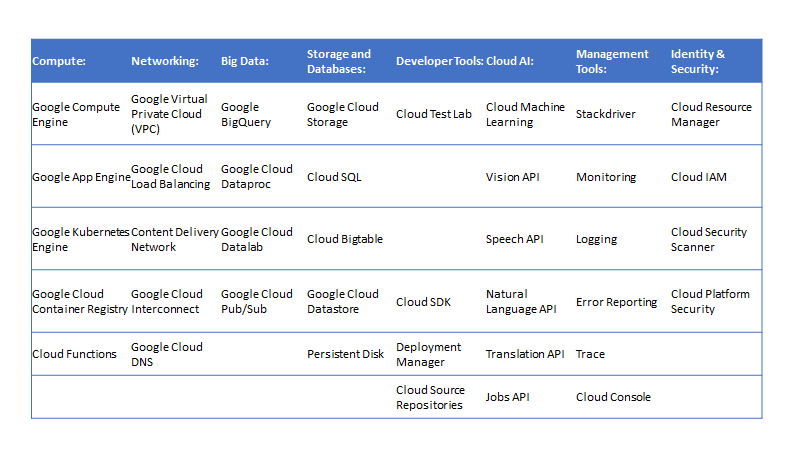 Compute: Networking: Big Data: Storage and Databases: Developer Tools: Cloud AI: Management Tools: Identity & Security:
Google Compute Engine Google Virtual Private Cloud (VPC) Google BigQuery Google Cloud Storage Cloud Test Lab Cloud Machine Learning Stackdriver Cloud Resource Manager
Google App Engine Google Cloud Load Balancing Google Cloud Dataproc Cloud SQL Vision API Monitoring Cloud IAM
Google Kubernetes Engine Content Delivery Network Google Cloud Datalab Cloud Bigtable Speech API Logging Cloud Security Scanner
Google Cloud Container Registry Google Cloud Interconnect Google Cloud Pub/Sub Google Cloud Datastore Cloud SDK Natural Language API Error Reporting Cloud Platform Security
Cloud Functions Google Cloud DNS Persistent Disk Deployment Manager Translation API Trace
Cloud Source Repositories Jobs API Cloud Console